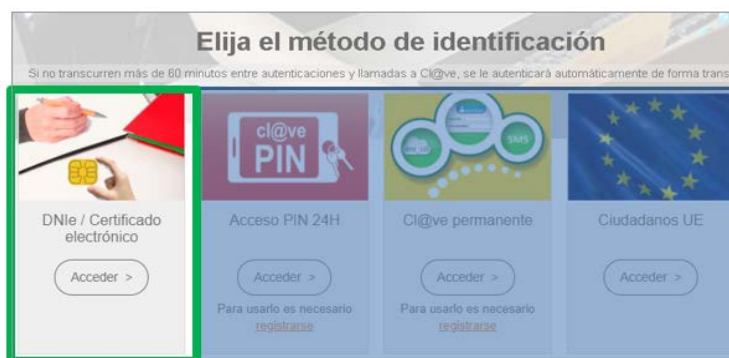 Elija el método de identificación
Si no transcurren más de 60 minutos entre autenticaciones y llamadas a Cl@ve, se le autenticará automáticamente de forma trans
cl@ve
PIN
SMS
DNIe / Certificado
electrónico
Acceder >
Acceso PIN 24H
Acceder >
Para usarlo es necesario
registrarse
Cl@ve permanente
Acceder >
Para usarlo es necesario
registrarse
Ciudadanos UE
Acceder >